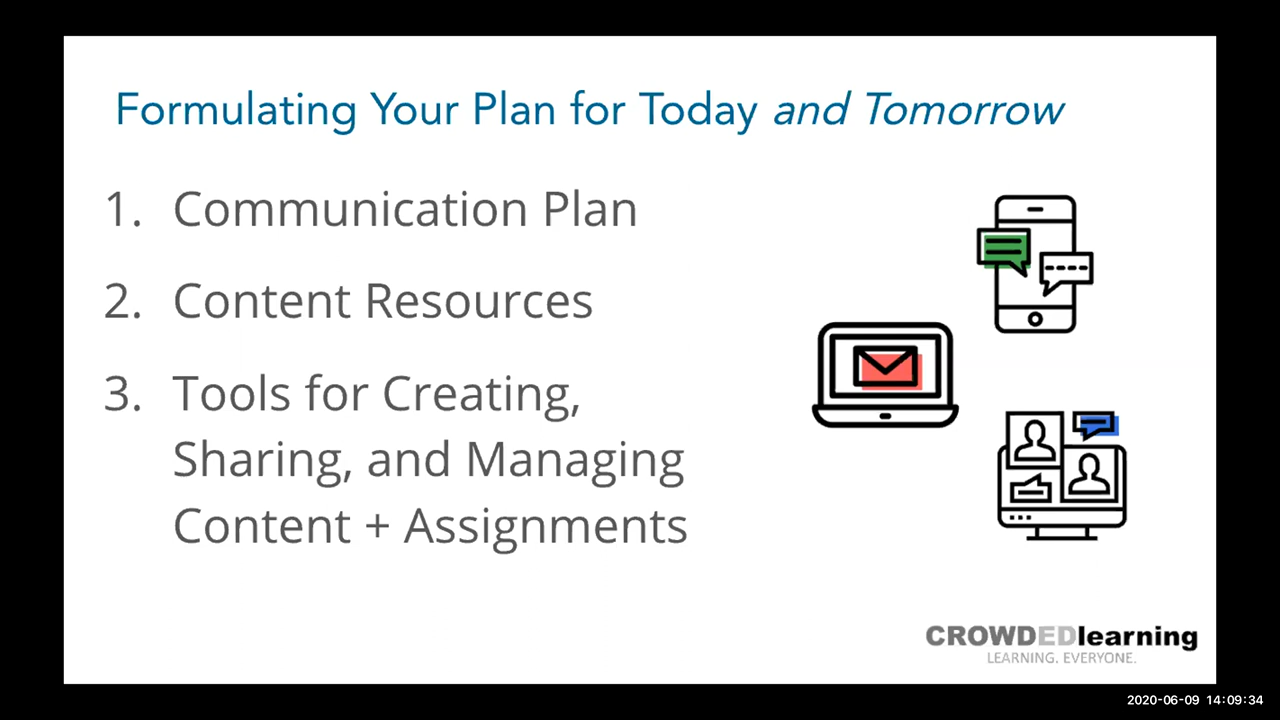 Formulating Your Plan for Today and Tomorrow
1. Communication Plan
2. Content Resources
3. Tools for Creating,
Sharing, and Managing
Content + Assignments
CROWDEDlearning
LEARNING. EVERYONE.
2020-06-09 14:09:34